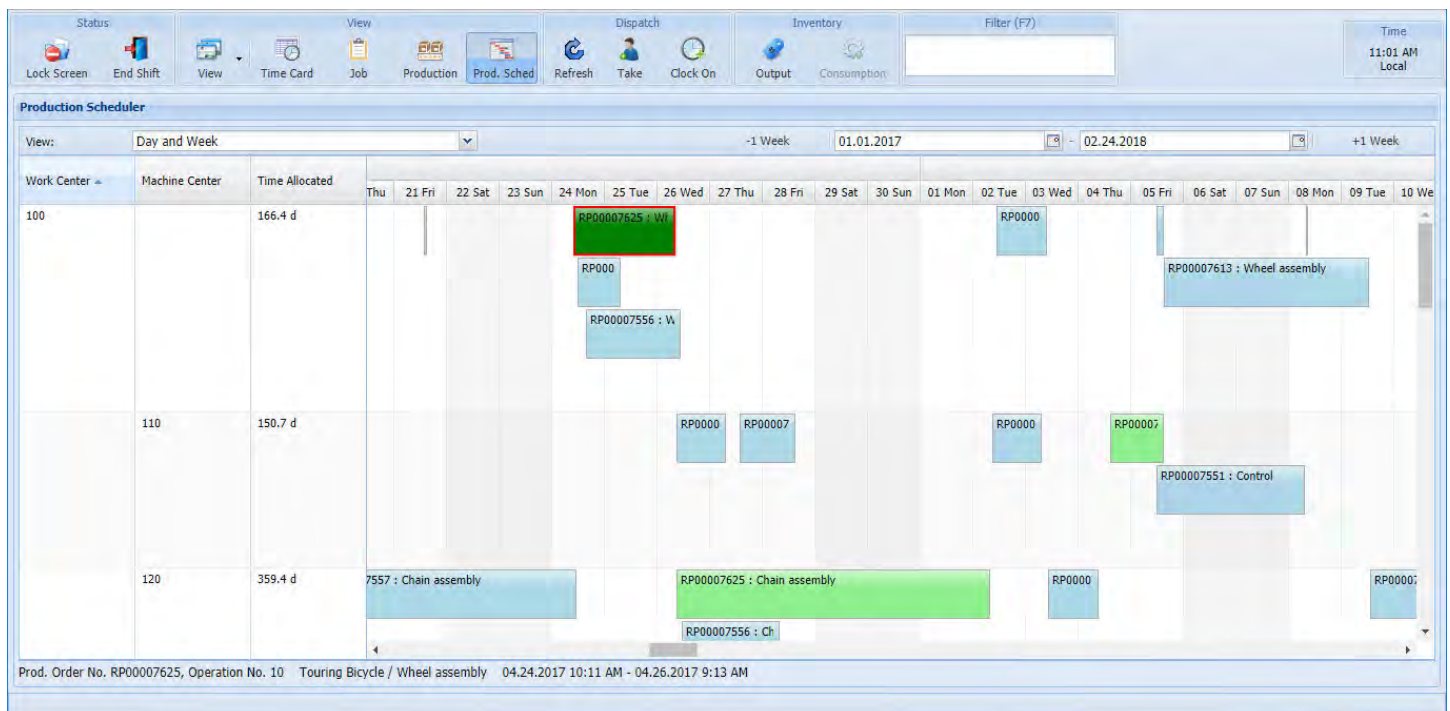 Status View Dispatch Inventory Filter (F7) Time
11:01 AM
Local
Lock Screen End Shift View Time Card Job Production Prod. Sched Refresh Take Clock On Output Consumption
Production Scheduler
View: Day and Week -1 Week 01.01.2017 - 02.24.2018 +1 Week
Work Center Machine Center Time Allocated
Thu 21 Fri 22 Sat 23 Sun 24 Mon 25 Tue 26 Wed 27 Thu 28 Fri 29 Sat 30 Sun 01 Mon 02 Tue 03 Wed 04 Thu 05 Fri 06 Sat 07 Sun 08 Mon 09 Tue 10 We
100 166.4 d RP00007625 : W RP0000
RP000 RP00007613 : Wheel assembly
RP00007556 : W
110 150.7 d RP0000 RP00007 RP0000 RP00007
RP00007551 : Control
120 359.4 d 7557 : Chain assembly RP00007625 : Chain assembly RP0000 RP00007
RP00007556 : Ch
Prod. Order No. RP00007625, Operation No. 10 Touring Bicycle / Wheel assembly 04.24.2017 10:11 AM - 04.26.2017 9:13 AM